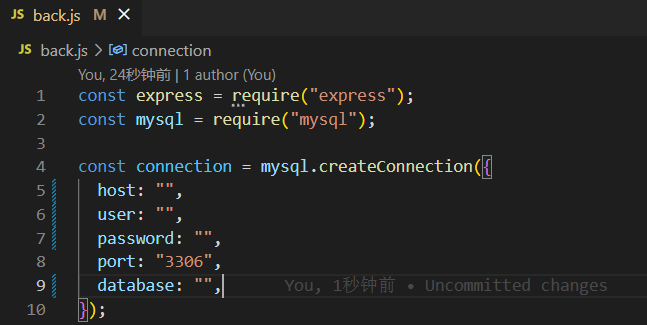 JS back.js M ×
JS back.js > connection
You, 24秒钟前 | 1 author (You)
1 const express = require("express");
2 const mysql = require("mysql");
3
4 const connection = mysql.createConnection({
5   host: "",
6   user: "",
7   password: "",
8   port: "3306",
9   database: "", You, 1秒钟前 • Uncommitted changes
10 });